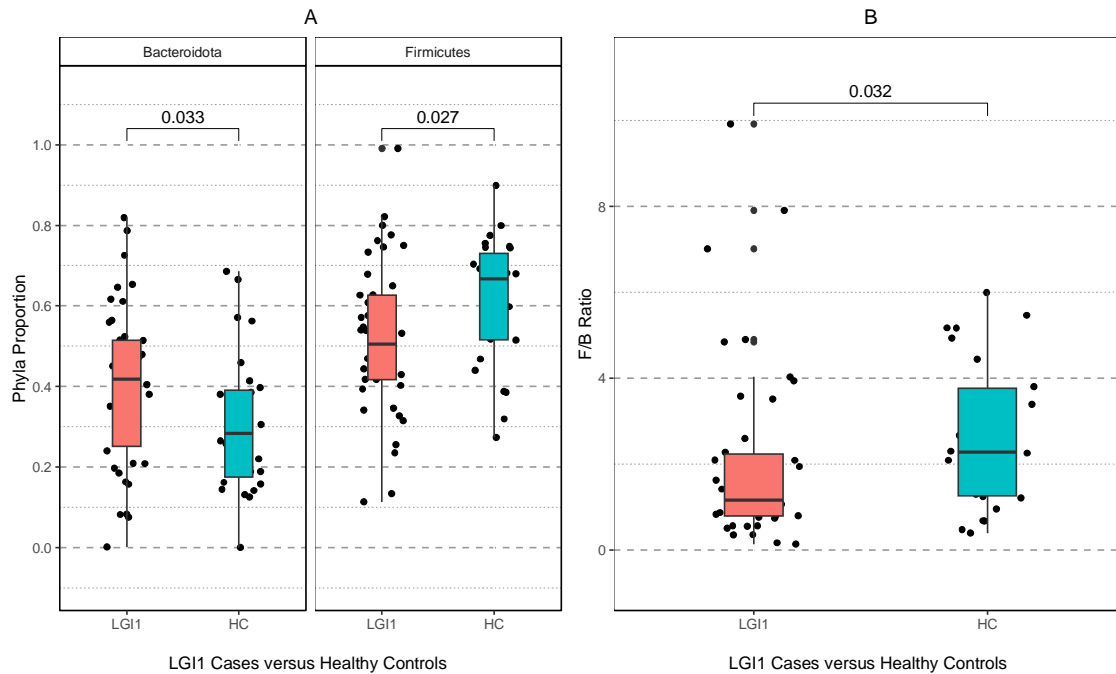 A
B
Bacteroidota
Firmicutes
0.033
0.027
0.032
1.0
0.8
0.6
0.4
0.2
0.0
Phyla Proportion
8
4
0
F/B Ratio
LGI1
HC
LGI1
HC
LGI1
HC
LGI1 Cases versus Healthy Controls
LGI1 Cases versus Healthy Controls